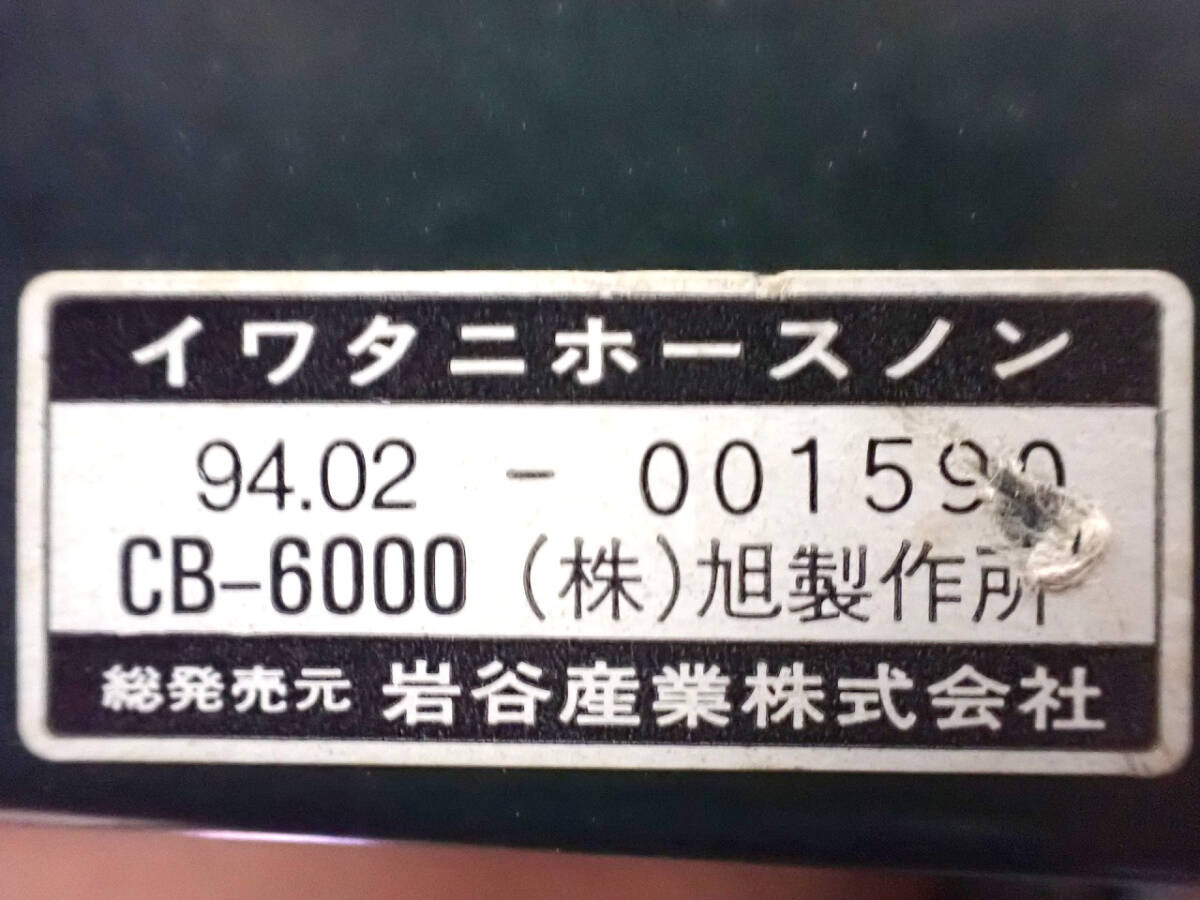 イワタニホースノン
94.02 - 001590
CB-6000 (株)旭製作所
総発売元 岩谷産業株式会社